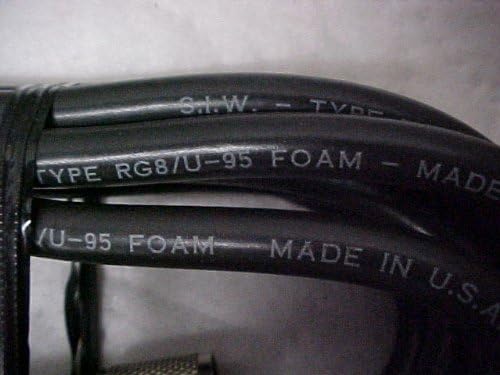 S.I.W. - TYPE
TYPE RG8/U-95 FOAM - MADE
/U-95 FOAM MADE IN U.S.A